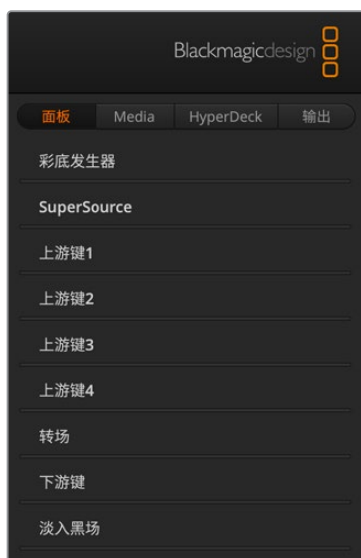 Blackmagicdesign
面板 Media HyperDeck 输出
彩底发生器
SuperSource
上游键1
上游键2
上游键3
上游键4
转场
下游键
淡入黑场